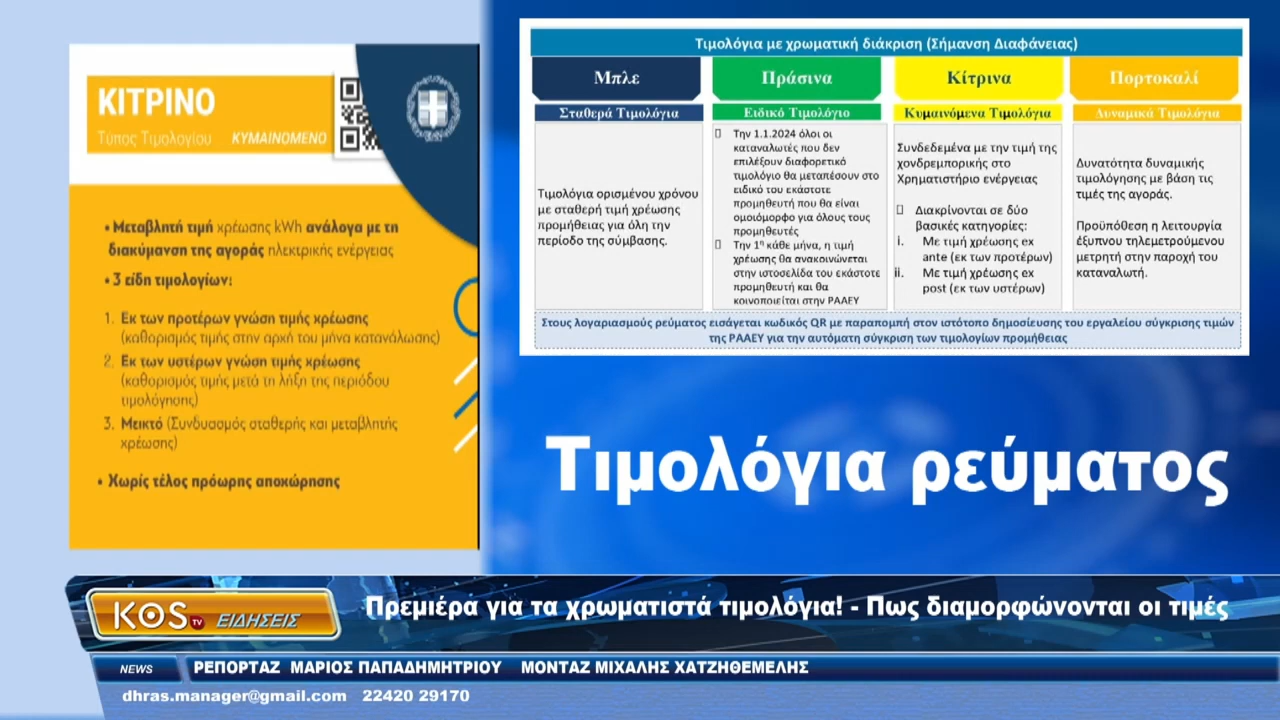 ΚΙΤΡΙΝΟ
Τύπος Τιμολογίου ΚΥΜΑΙΝΟΜΕΝΟ
• Μεταβλητή τιμή χρέωσης kWh ανάλογα με τη
διακύμανση της αγοράς ηλεκτρικής ενέργειας
• 3 είδη τιμολογίων:
1. Εκ των προτέρων γνώση τιμής χρέωσης
(καθορισμός τιμής στην αρχή του μήνα κατανάλωσης)
2. Εκ των υστέρων γνώση τιμής χρέωσης
(καθορισμός τιμής μετά τη λήξη της περιόδου
τιμολόγησης)
3. Μεικτό (Συνδυασμός σταθερής και μεταβλητής
χρέωσης)
• Χωρίς τέλος πρόωρης αποχώρησης
Τιμολόγια με χρωματική διάκριση (Σήμανση Διαφάνειας)
Μπλε
Σταθερά Τιμολόγια
Τιμολόγια ορισμένου χρόνου
με σταθερή τιμή χρέωσης
προμήθειας για όλη την
περίοδο της σύμβασης.
Πράσινα
Ειδικό Τιμολόγιο
Την 1.1.2024 όλοι οι
καταναλωτές που δεν
επιλέξουν διαφορετικό
τιμολόγιο θα μεταπέσουν στο
ειδικό του εκάστοτε
προμηθευτή που θα είναι
ομοιόμορφο για όλους τους
προμηθευτές
Την 1η κάθε μήνα, η τιμή
χρέωσης θα ανακοινώνεται
στην ιστοσελίδα του εκάστοτε
προμηθευτή και θα
κοινοποιείται στην ΡΑΑΕΥ
Κίτρινα
Κυμαινόμενα Τιμολόγια
Συνδεδεμένα με την τιμή της
χονδρεμπορικής στο
Χρηματιστήριο ενέργειας
Διακρίνονται σε δύο
βασικές κατηγορίες:
i. Με τιμή χρέωσης ex
ante (εκ των προτέρων)
ii. Με τιμή χρέωσης ex
post (εκ των υστέρων)
Πορτοκαλί
Δυναμικά Τιμολόγια
Δυνατότητα δυναμικής
τιμολόγησης με βάση τις
τιμές της αγοράς.
Προϋπόθεση η λειτουργία
έξυπνου τηλεμετρούμενου
μετρητή στην παροχή του
καταναλωτή.
Στους λογαριασμούς ρεύματος εισάγεται κωδικός QR με παραπομπή στον ιστότοπο δημοσίευσης του εργαλείου σύγκρισης τιμών
της ΡΑΑΕΥ για την αυτόματη σύγκριση των τιμολογίων προμήθειας
Τιμολόγια ρεύματος
KOS TV ΕΙΔΗΣΕΙΣ
Πρεμιέρα για τα χρωματιστά τιμολόγια! - Πως διαμορφώνονται οι τιμές
NEWS
ΡΕΠΟΡΤΑΖ ΜΑΡΙΟΣ ΠΑΠΑΔΗΜΗΤΡΙΟΥ ΜΟΝΤΑΖ ΜΙΧΑΛΗΣ ΧΑΤΖΗΘΕΜΕΛΗΣ
dhras.manager@gmail.com 22420 29170